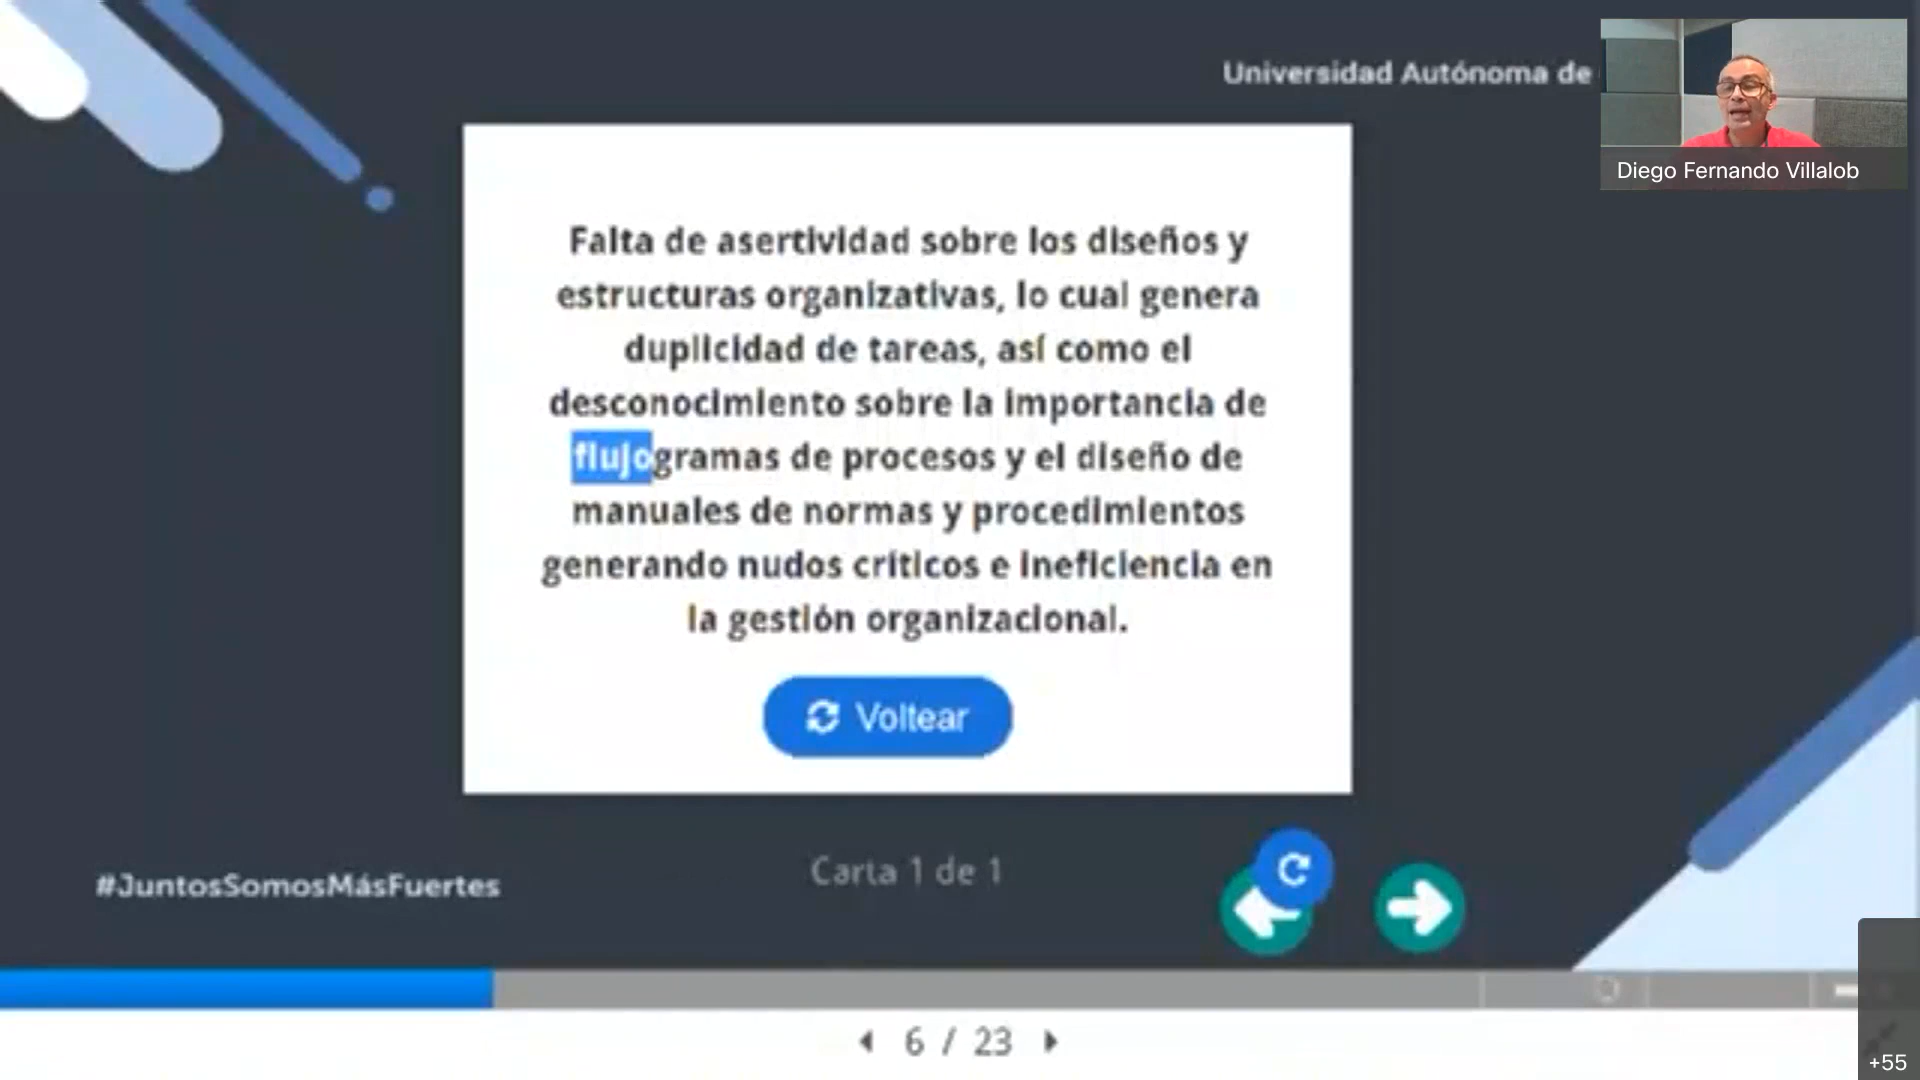 Universidad Autónoma de
Diego Fernando Villalob
Falta de asertividad sobre los diseños y
estructuras organizativas, lo cual genera
duplicidad de tareas, así como el
desconocimiento sobre la importancia de
flujogramas de procesos y el diseño de
manuales de normas y procedimientos
generando nudos críticos e ineficiencia en
la gestión organizacional.
Voltear
Carta 1 de 1
#JuntosSomosMásFuertes
6 / 23
+55